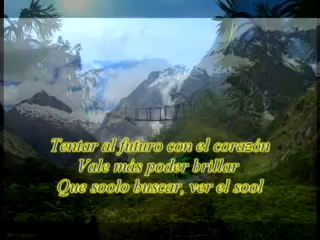 Tentar al futuro con el corazón
Vale más poder brillar
Que soolo buscar, ver el sool